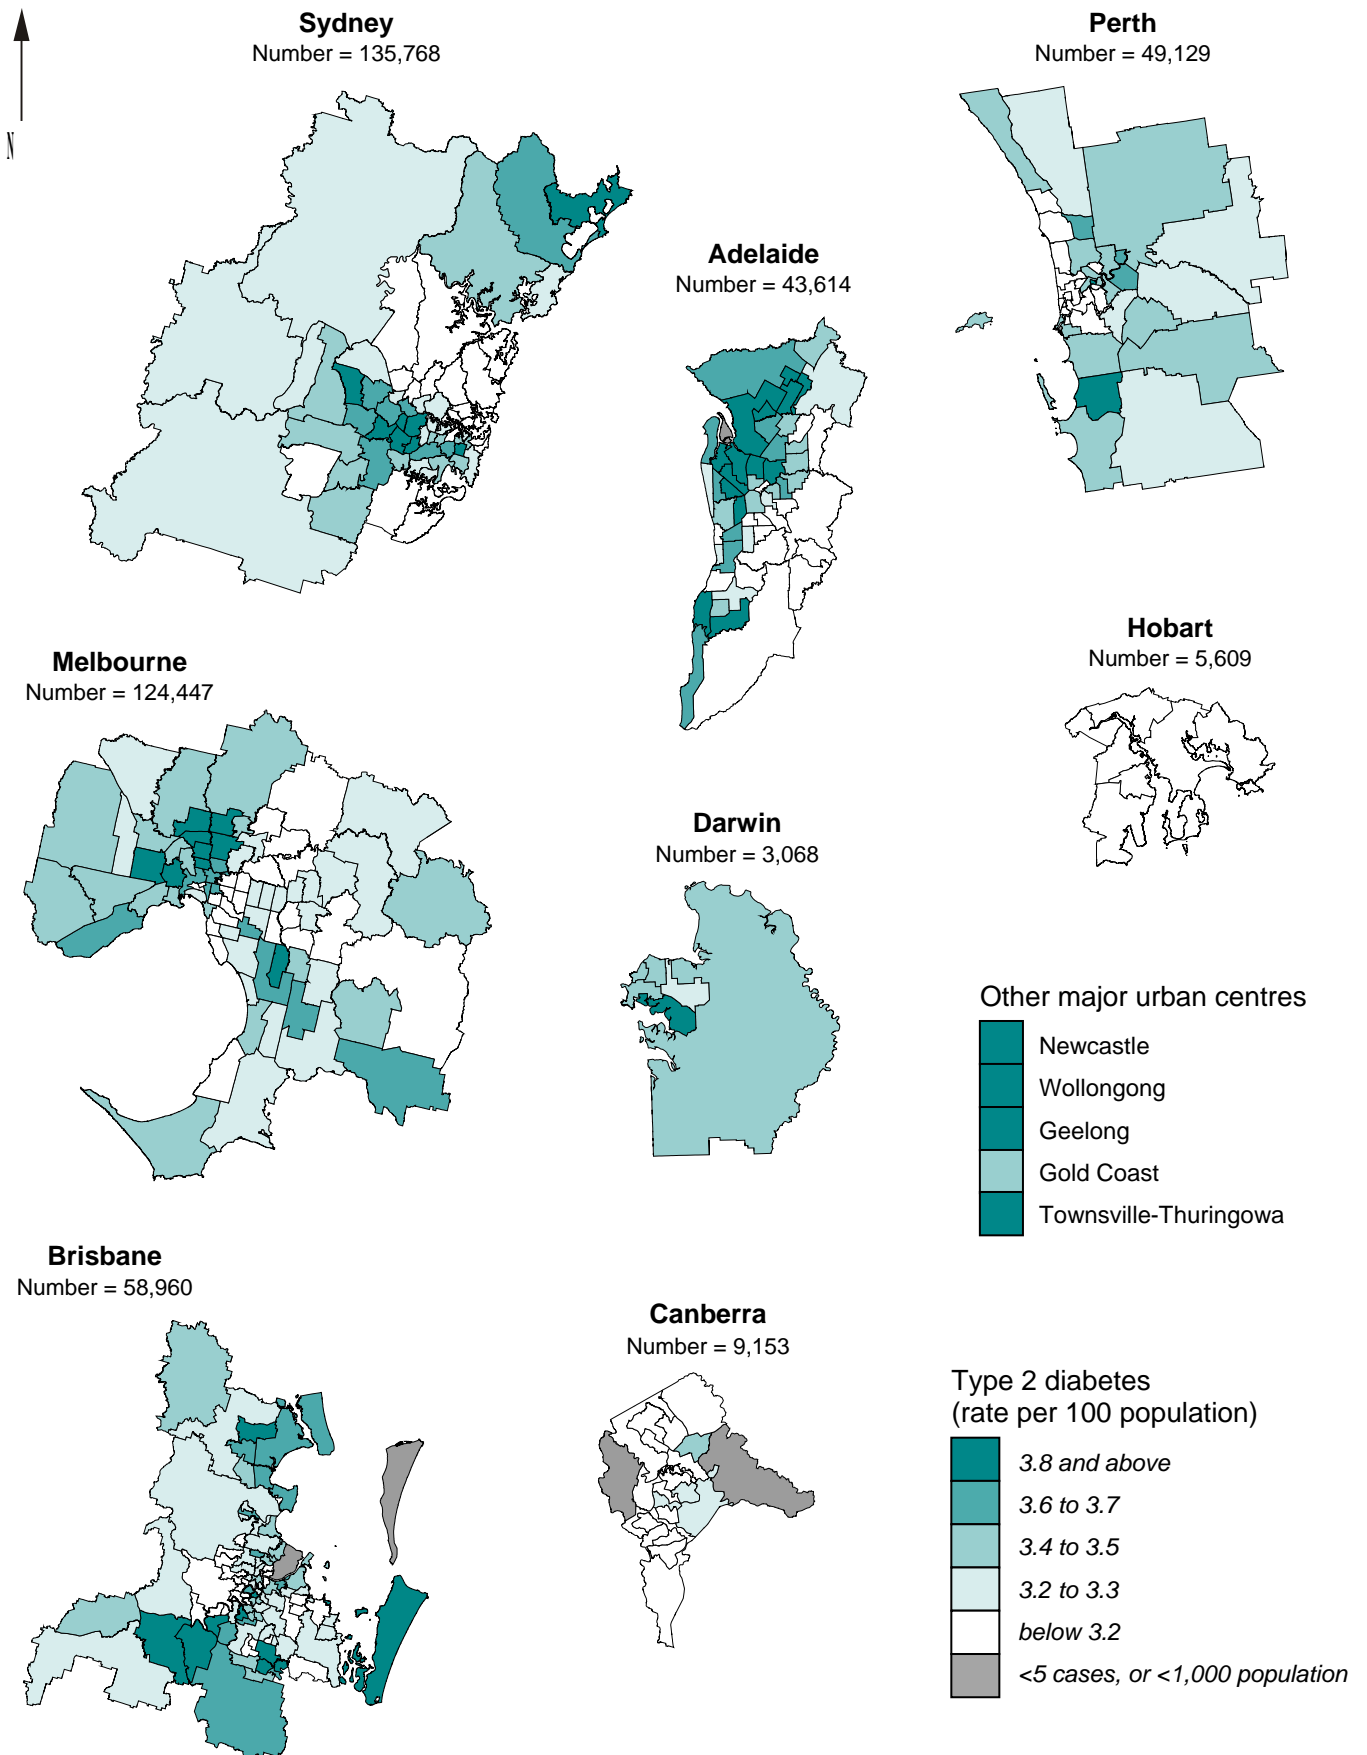 Sydney
Number = 135,768
Perth
Number = 49,129
N
Adelaide
Number = 43,614
Hobart
Number = 5,609
Melbourne
Number = 124,447
Darwin
Number = 3,068
Other major urban centres
Newcastle
Wollongong
Geelong
Gold Coast
Townsville-Thuringowa
Brisbane
Number = 58,960
Canberra
Number = 9,153
Type 2 diabetes
(rate per 100 population)
3.8 and above
3.6 to 3.7
3.4 to 3.5
3.2 to 3.3
below 3.2
<5 cases, or <1,000 population